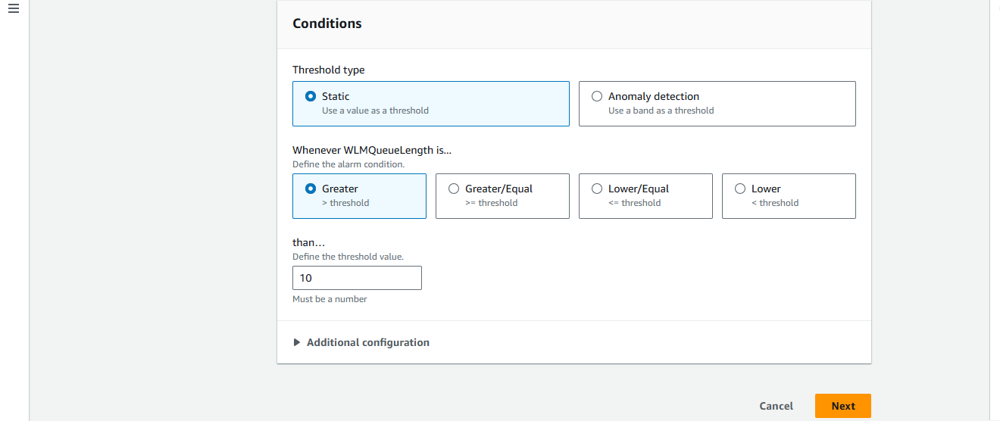 Conditions
Threshold type
Static
Use a value as a threshold
Anomaly detection
Use a band as a threshold
Whenever WLMQueueLength is...
Define the alarm condition.
Greater
> threshold
Greater/Equal
>= threshold
Lower/Equal
<= threshold
Lower
< threshold
than…
Define the threshold value.
10
Must be a number
Additional configuration
Cancel
Next